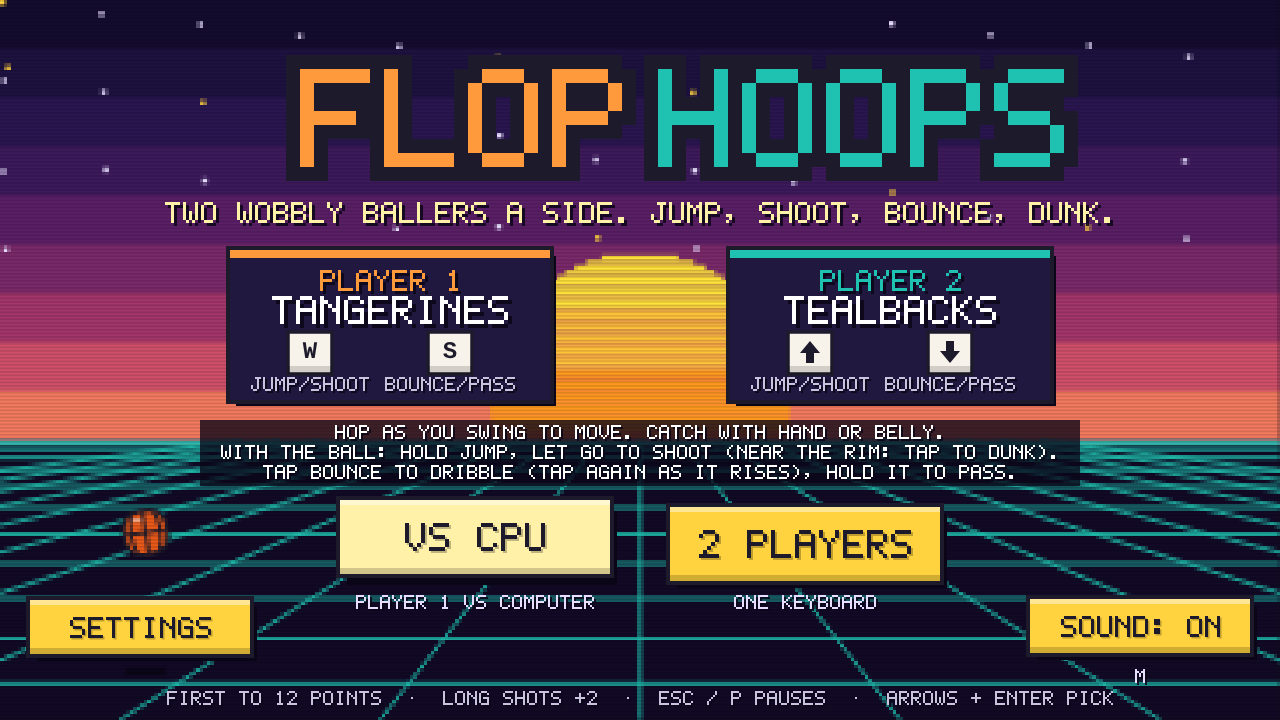 FLOP HOOPS
TWO WOBBLY BALLERS A SIDE. JUMP, SHOOT, BOUNCE, DUNK.
PLAYER 1
TANGERINES
W S
JUMP/SHOOT BOUNCE/PASS
PLAYER 2
TEALBACKS
JUMP/SHOOT BOUNCE/PASS
HOP AS YOU SWING TO MOVE. CATCH WITH HAND OR BELLY.
WITH THE BALL: HOLD JUMP, LET GO TO SHOOT (NEAR THE RIM: TAP TO DUNK).
TAP BOUNCE TO DRIBBLE (TAP AGAIN AS IT RISES), HOLD IT TO PASS.
VS CPU
PLAYER 1 VS COMPUTER
2 PLAYERS
ONE KEYBOARD
SETTINGS
SOUND: ON
M
FIRST TO 12 POINTS · LONG SHOTS +2 · ESC / P PAUSES · ARROWS + ENTER PICK